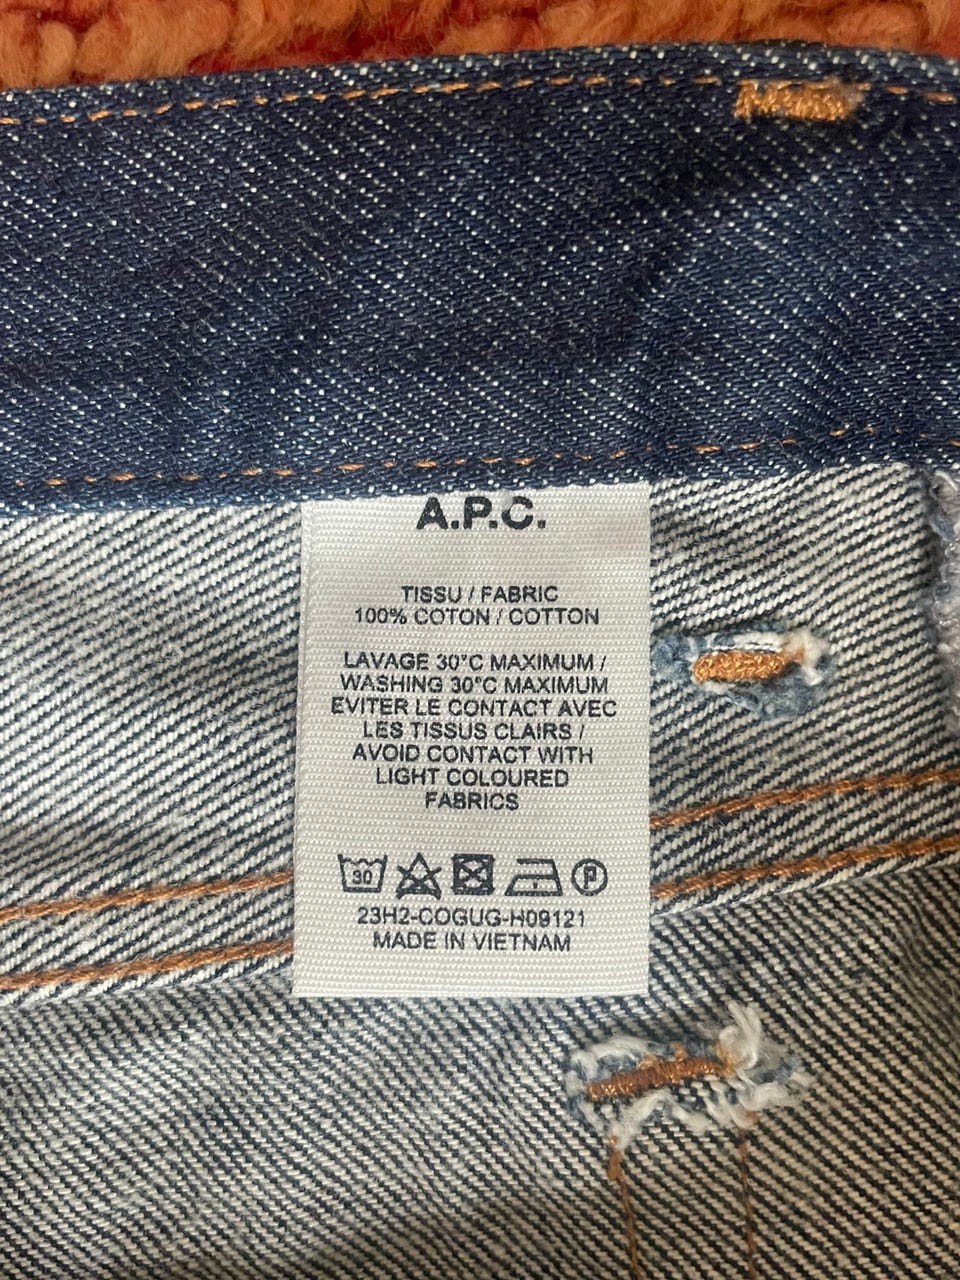 A.P.C.
TISSU / FABRIC
100% COTON / COTTON
LAVAGE 30°C MAXIMUM /
WASHING 30°C MAXIMUM
EVITER LE CONTACT AVEC
LES TISSUS CLAIRS /
AVOID CONTACT WITH
LIGHT COLOURED
FABRICS
30 P
23H2-COGUG-H09121
MADE IN VIETNAM